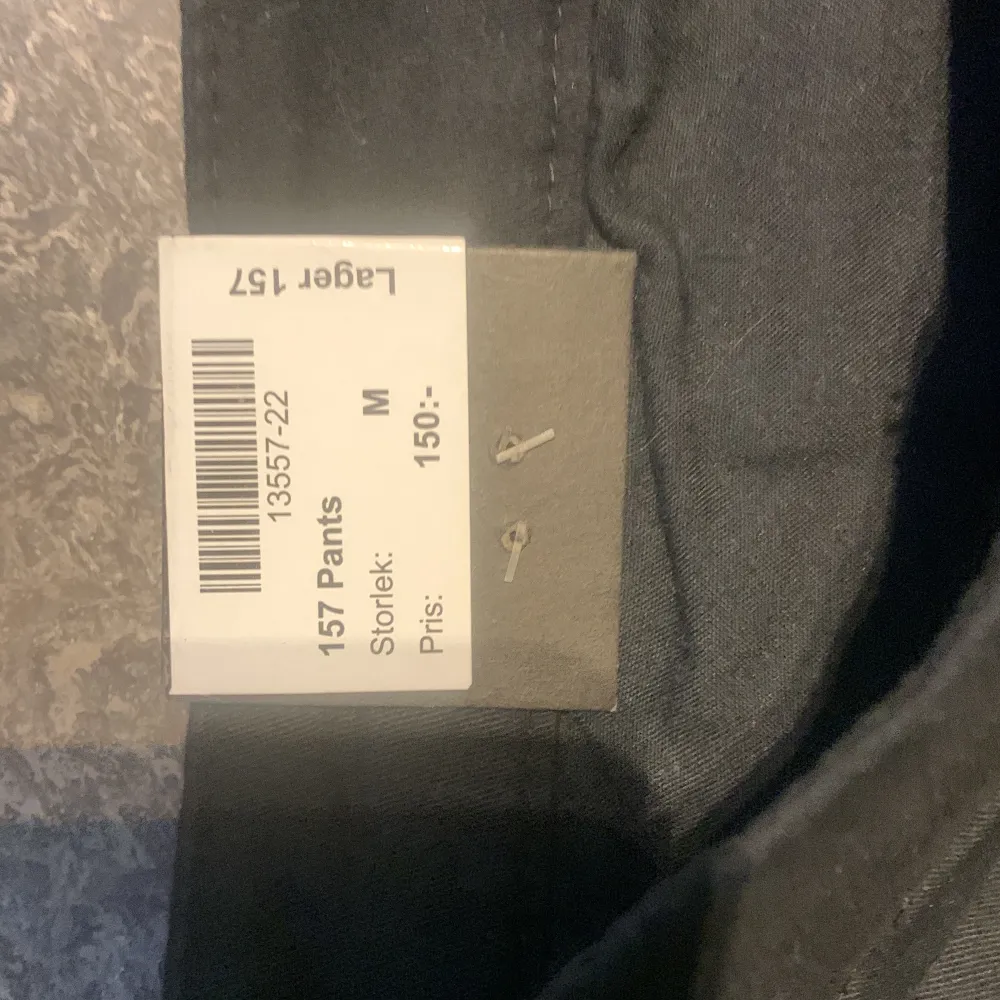 Lager 157
13557-22
157 Pants
Storlek: M
Pris: 150:-